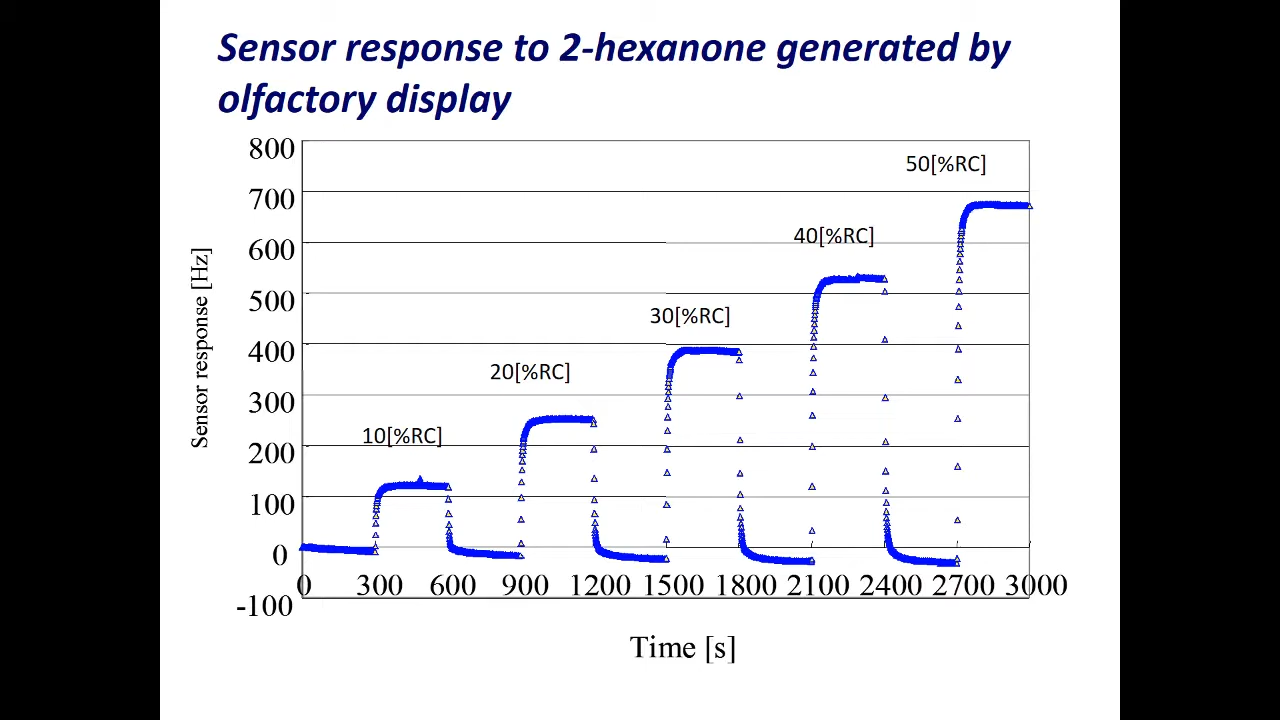 Sensor response to 2-hexanone generated by
olfactory display
800
700
600
500
400
300
200
100
0
-100
Sensor response [Hz]
10[%RC]
20[%RC]
30[%RC]
40[%RC]
50[%RC]
0 300 600 900 1200 1500 1800 2100 2400 2700 3000
Time [s]